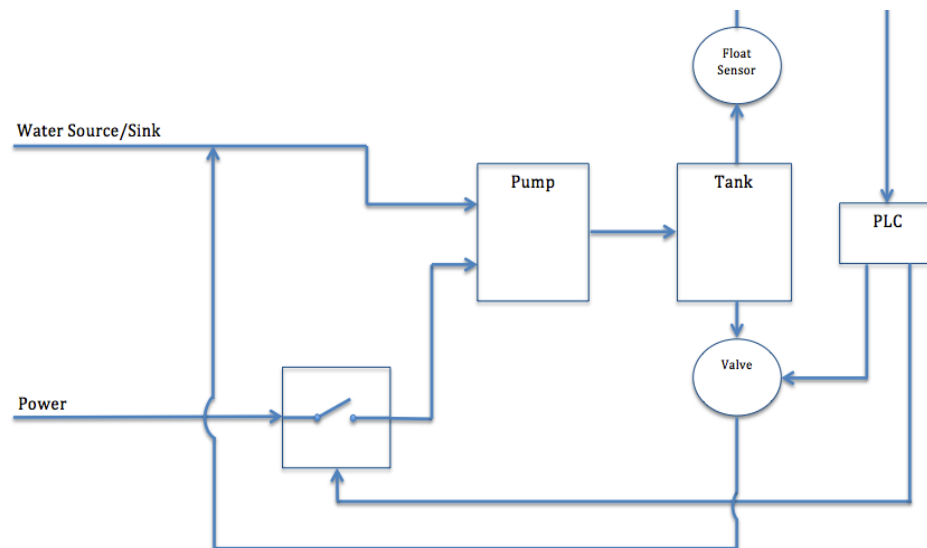 Float
Sensor
Water Source/Sink
Pump
Tank
PLC
Valve
Power